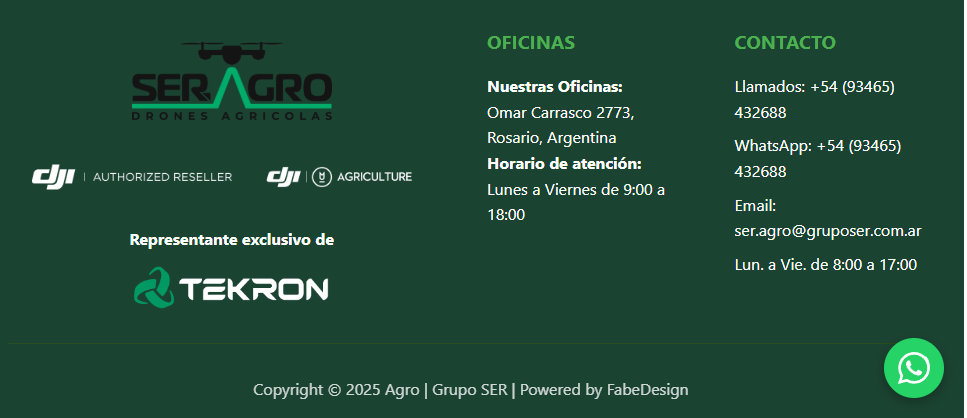 SER AGRO
DRONES AGRICOLAS
dji | AUTHORIZED RESELLER
dji | AGRICULTURE
Representante exclusivo de
TEKRON
OFICINAS
Nuestras Oficinas:
Omar Carrasco 2773,
Rosario, Argentina
Horario de atención:
Lunes a Viernes de 9:00 a
18:00
CONTACTO
Llamados: +54 (93465)
432688
WhatsApp: +54 (93465)
432688
Email:
ser.agro@gruposer.com.ar
Lun. a Vie. de 8:00 a 17:00
Copyright © 2025 Agro | Grupo SER | Powered by FabeDesign